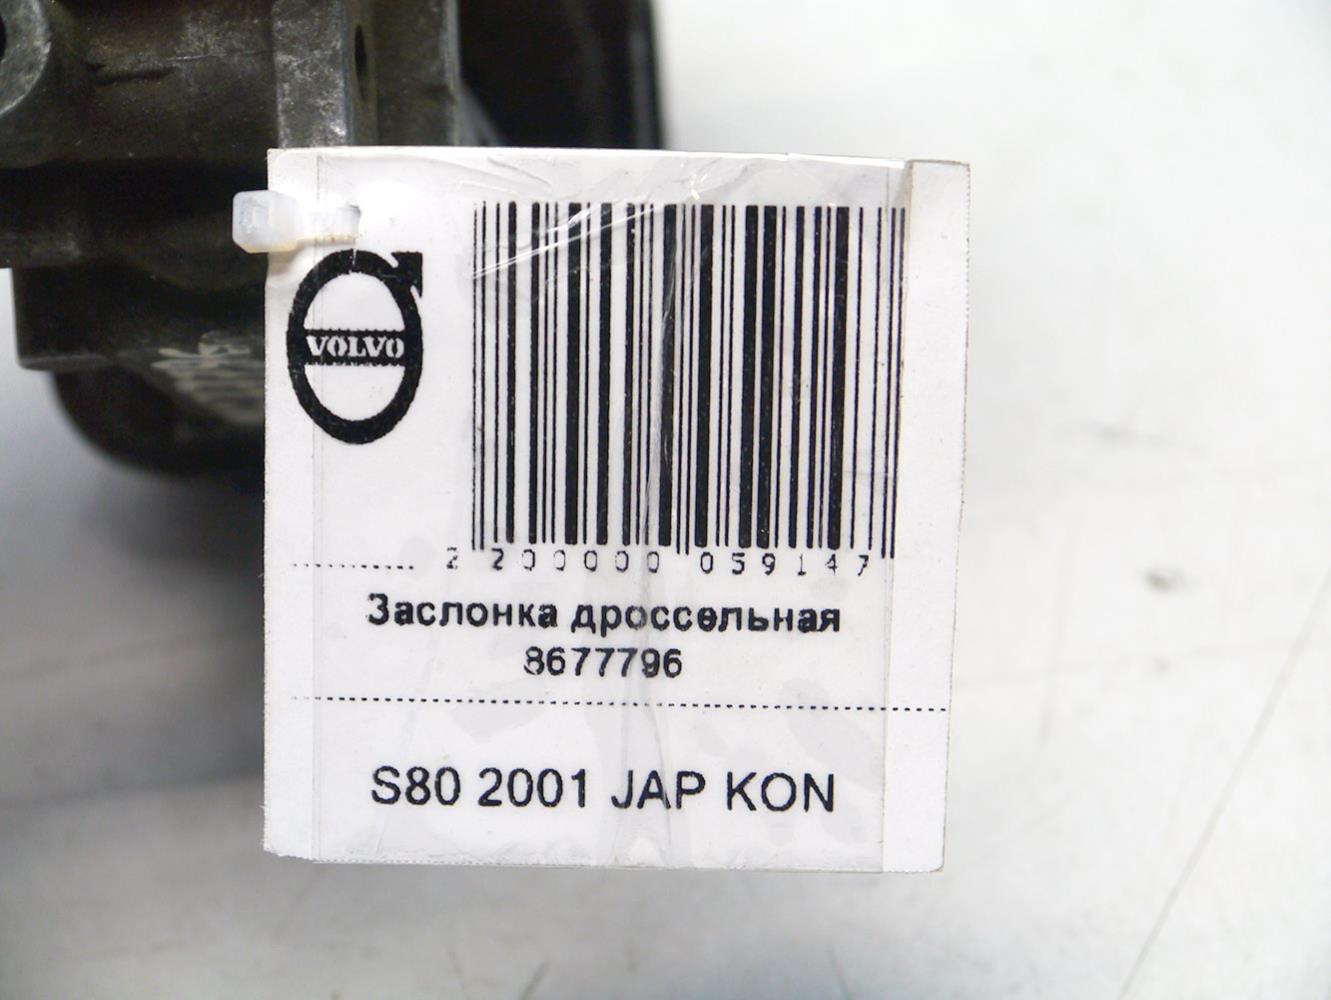 VOLVO
2 200000 059147
Заслонка дроссельная
8677796
S80 2001 JAP KON